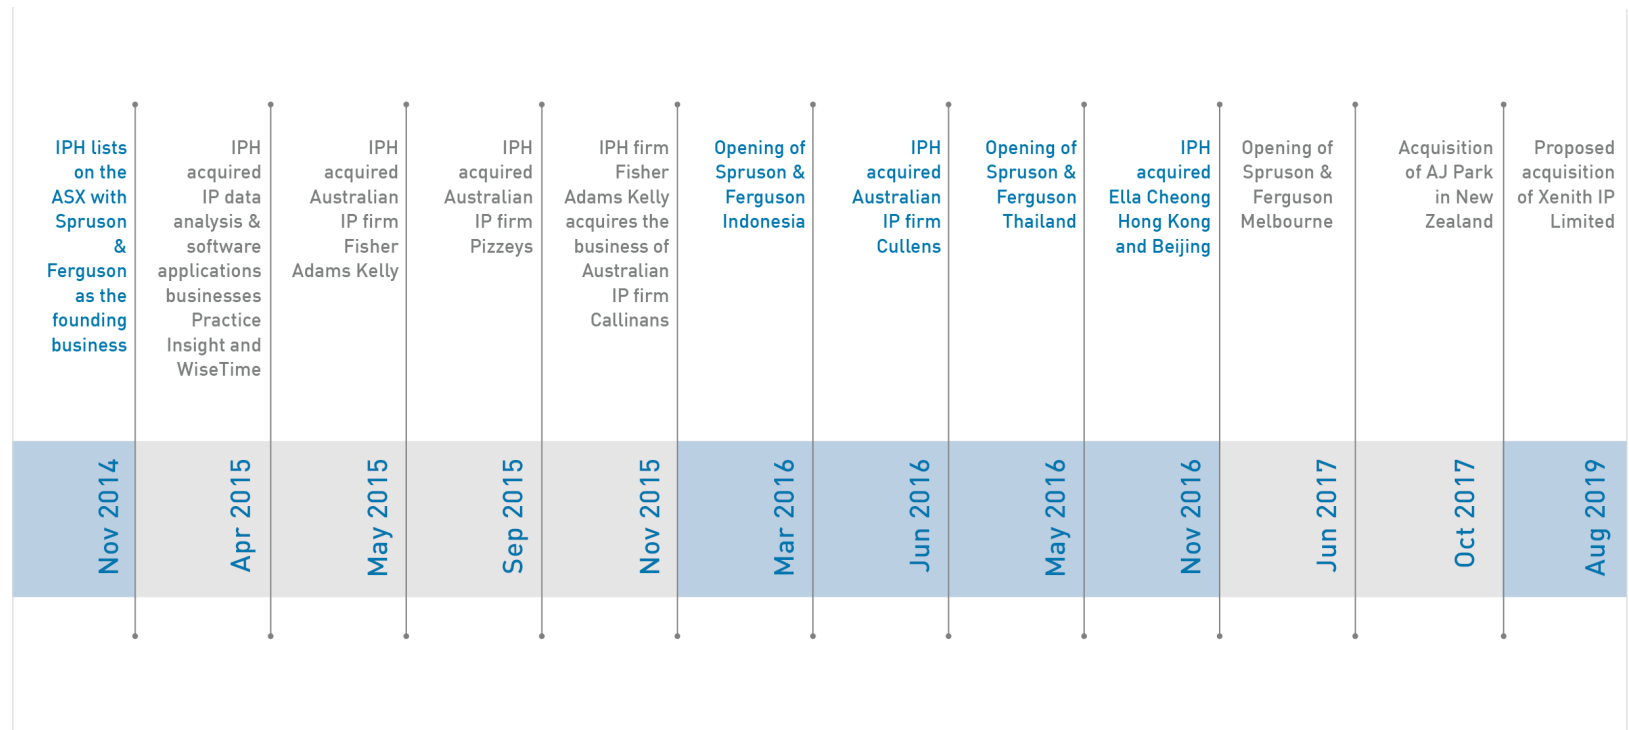 IPH lists
on the
ASX with
Spruson
&
Ferguson
as the
founding
business
IPH
acquired
IP data
analysis &
software
applications
businesses
Practice
Insight and
WiseTime
IPH
acquired
Australian
IP firm
Fisher
Adams Kelly
IPH
acquired
Australian
IP firm
Pizzeys
IPH firm
Fisher
Adams Kelly
acquires the
business of
Australian
IP firm
Callinans
Opening of
Spruson &
Ferguson
Indonesia
IPH
acquired
Australian
IP firm
Cullens
Opening of
Spruson &
Ferguson
Thailand
IPH
acquired
Ella Cheong
Hong Kong
and Beijing
Opening of
Spruson &
Ferguson
Melbourne
Acquisition
of AJ Park
in New
Zealand
Proposed
acquisition
of Xenith IP
Limited
Nov 2014
Apr 2015
May 2015
Sep 2015
Nov 2015
Mar 2016
Jun 2016
May 2016
Nov 2016
Jun 2017
Oct 2017
Aug 2019